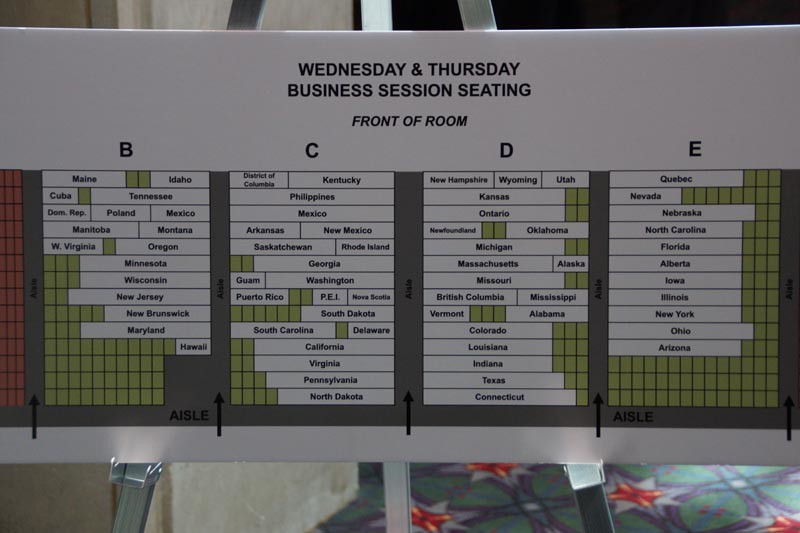 WEDNESDAY & THURSDAY
BUSINESS SESSION SEATING
FRONT OF ROOM
B
Maine Idaho
Cuba Tennessee
Dom. Rep. Poland Mexico
Manitoba Montana
W. Virginia Oregon
Minnesota
Wisconsin
New Jersey
New Brunswick
Maryland
Hawaii
C
District of
Columbia Kentucky
Philippines
Mexico
Arkansas New Mexico
Saskatchewan Rhode Island
Georgia
Guam Washington
Puerto Rico P.E.I. Nova Scotia
South Dakota
South Carolina Delaware
California
Virginia
Pennsylvania
North Dakota
D
New Hampshire Wyoming Utah
Kansas
Ontario
Newfoundland Oklahoma
Michigan
Massachusetts Alaska
Missouri
British Columbia Mississippi
Vermont Alabama
Colorado
Louisiana
Indiana
Texas
Connecticut
E
Quebec
Nevada
Nebraska
North Carolina
Florida
Alberta
Iowa
Illinois
New York
Ohio
Arizona
Aisle
Aisle
Aisle
Aisle
Aisle
AISLE
AISLE